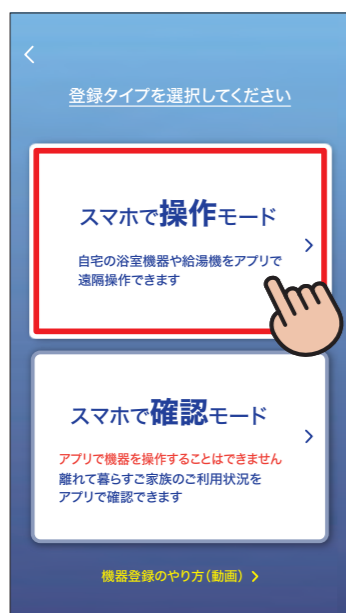 登録タイプを選択してください
スマホで操作モード
自宅の浴室機器や給湯機をアプリで
遠隔操作できます
スマホで確認モード
アプリで機器を操作することはできません
離れて暮らすご家族のご利用状況を
アプリで確認できます
機器登録のやり方(動画)